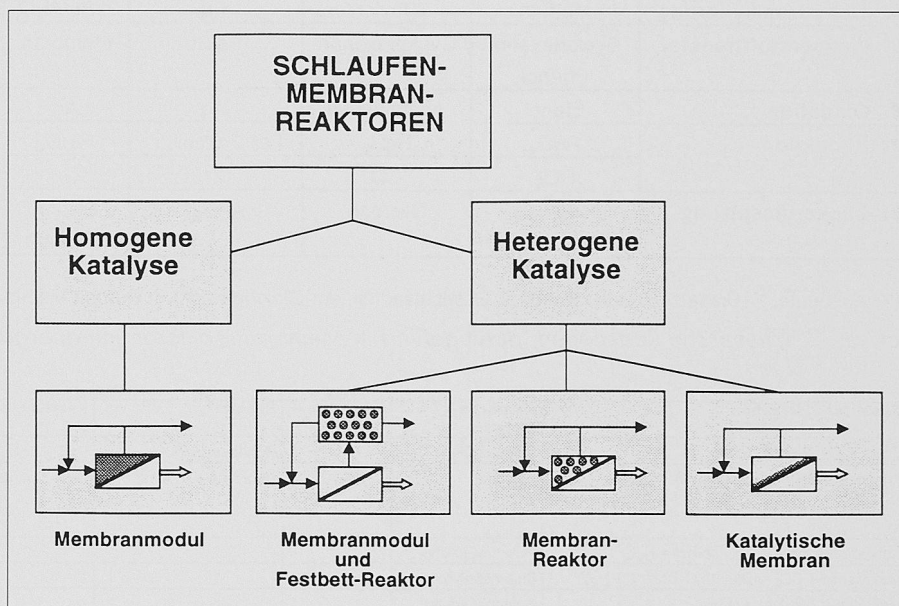 SCHLAUFEN-
MEMBRAN-
REAKTOREN
Homogene
Katalyse
Heterogene
Katalyse
Membranmodul
Membranmodul
und
Festbett-Reaktor
Membran-
Reaktor
Katalytische
Membran